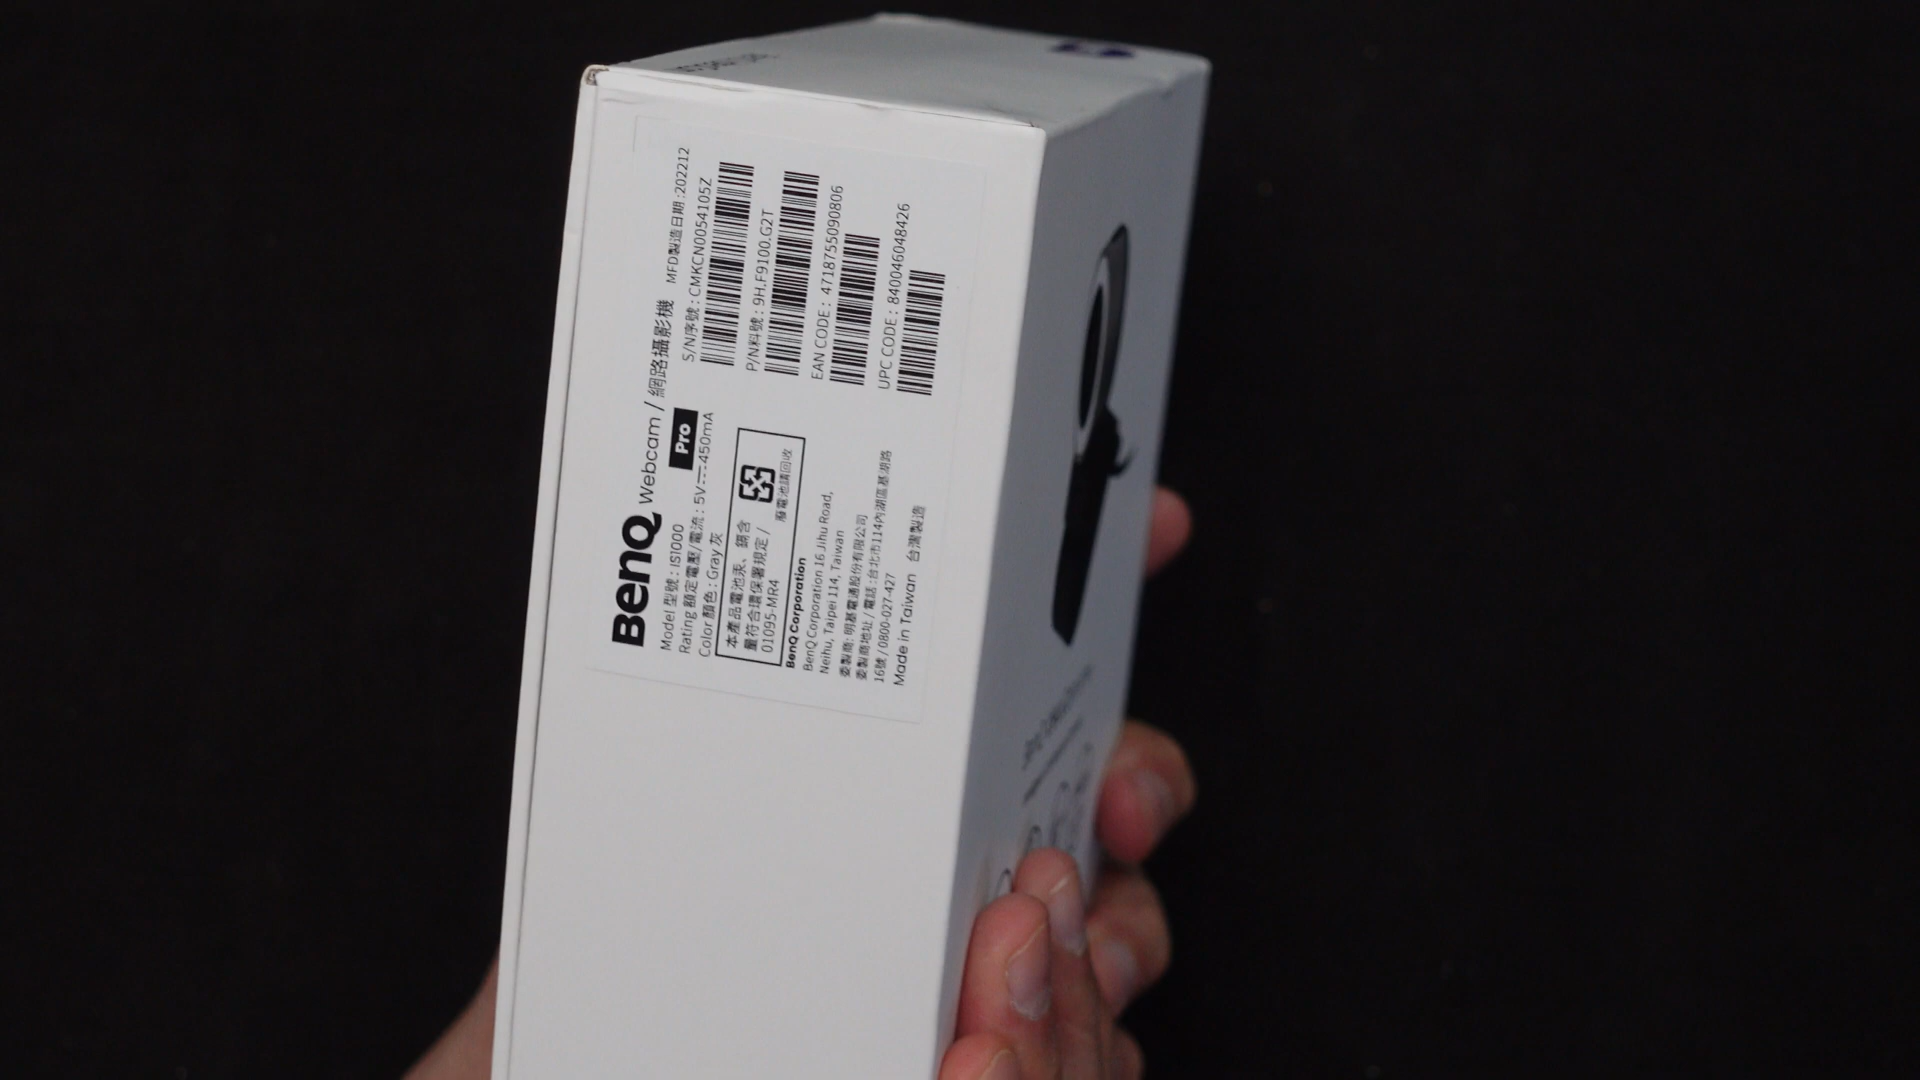 BenQ Webcam / 網路攝影機
Model 型號 : IS1000
Pro
Rating 額定電壓/電流 : 5V⎓450mA
Color 顏色 : Gray 灰
本產品電池汞、鎘含
量符合環保署規定 /
01095-MR4
廢電池請回收
BenQ Corporation
BenQ Corporation 16 Jihu Road,
Neihu, Taipei 114, Taiwan
委製商: 明基電通股份有限公司
委製商地址 / 電話 : 台北市114內湖區基湖路
16號 / 0800-027-427
Made in Taiwan 台灣製造
MFD製造日期 :202212
S/N序號 : CMKCN0054105Z
P/N料號 : 9H.F9100.G2T
EAN CODE : 4718755090806
UPC CODE : 840046048426